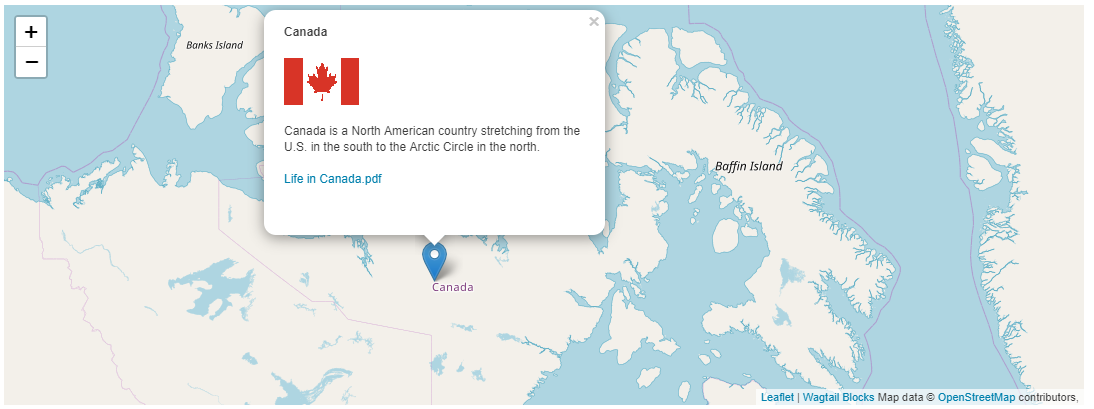 +
−
Banks Island
×
Canada
Canada is a North American country stretching from the
U.S. in the south to the Arctic Circle in the north.
Life in Canada.pdf
Baffin Island
Canada
Leaflet | Wagtail Blocks Map data © OpenStreetMap contributors,